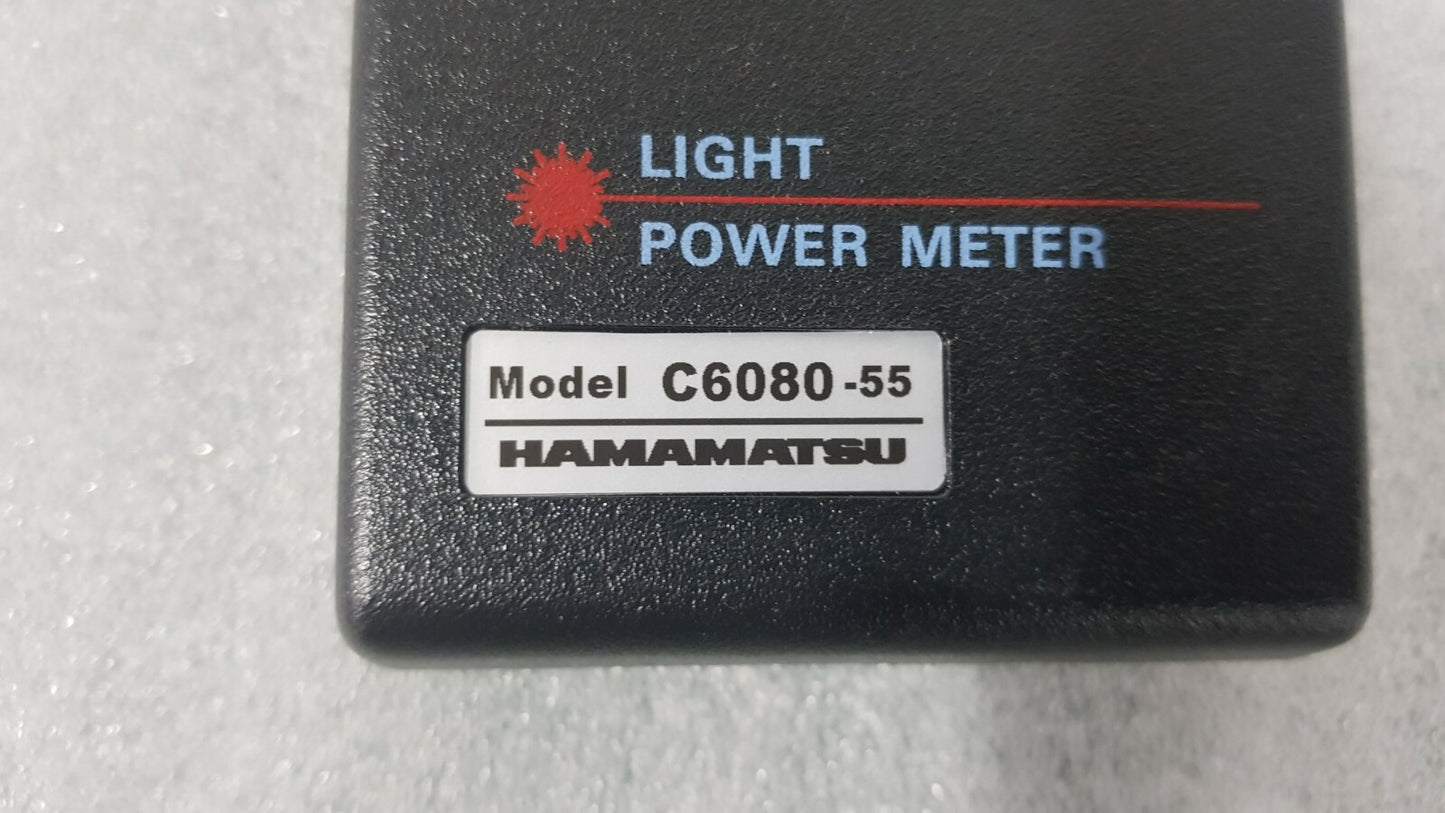 LIGHT
POWER METER
Model C6080-55
HAMAMATSU